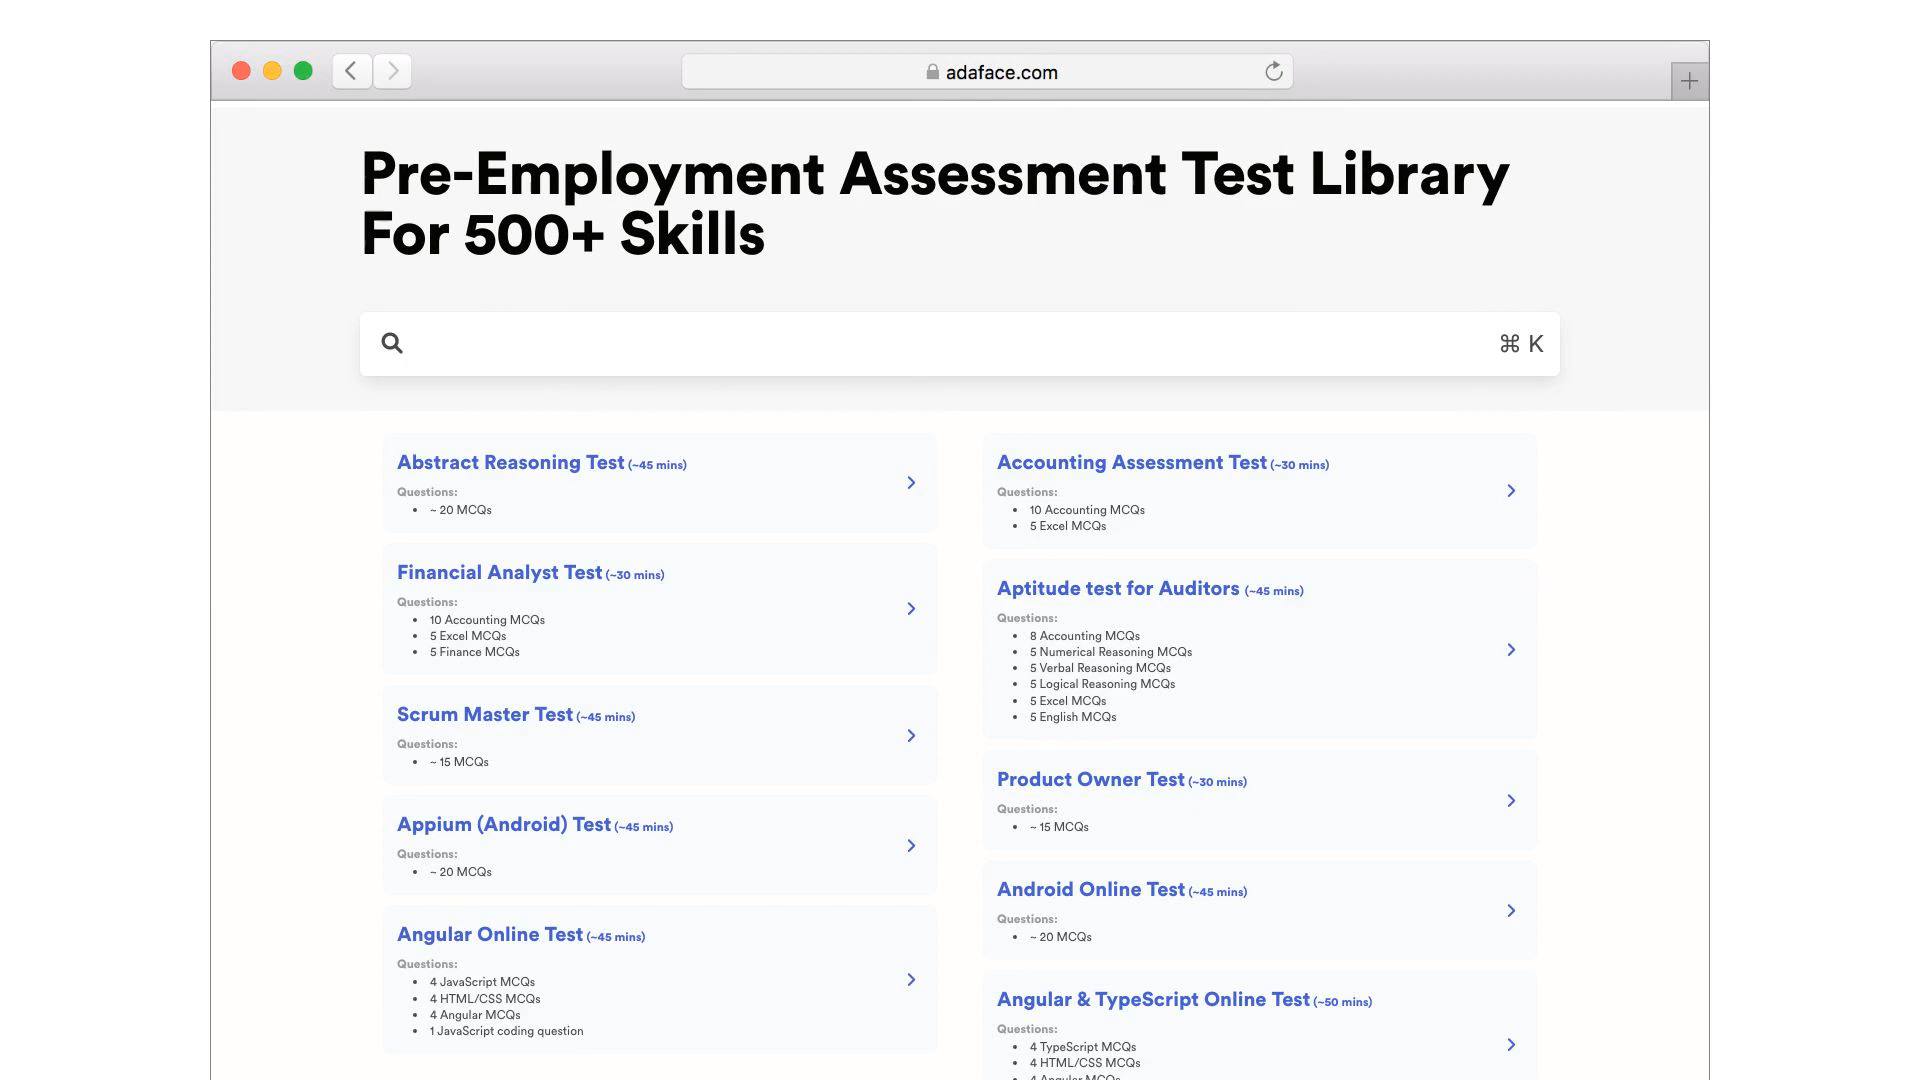 adaface.com
Pre-Employment Assessment Test Library
For 500+ Skills
⌘ K
Abstract Reasoning Test (~45 mins)
Questions:
• ~ 20 MCQs
Financial Analyst Test (~30 mins)
Questions:
• 10 Accounting MCQs
• 5 Excel MCQs
• 5 Finance MCQs
Scrum Master Test (~45 mins)
Questions:
• ~ 15 MCQs
Appium (Android) Test (~45 mins)
Questions:
• ~ 20 MCQs
Angular Online Test (~45 mins)
Questions:
• 4 JavaScript MCQs
• 4 HTML/CSS MCQs
• 4 Angular MCQs
• 1 JavaScript coding question
Accounting Assessment Test (~30 mins)
Questions:
• 10 Accounting MCQs
• 5 Excel MCQs
Aptitude test for Auditors (~45 mins)
Questions:
• 8 Accounting MCQs
• 5 Numerical Reasoning MCQs
• 5 Verbal Reasoning MCQs
• 5 Logical Reasoning MCQs
• 5 Excel MCQs
• 5 English MCQs
Product Owner Test (~30 mins)
Questions:
• ~ 15 MCQs
Android Online Test (~45 mins)
Questions:
• ~ 20 MCQs
Angular & TypeScript Online Test (~50 mins)
Questions:
• 4 TypeScript MCQs
• 4 HTML/CSS MCQs
• 4 Angular MCQs